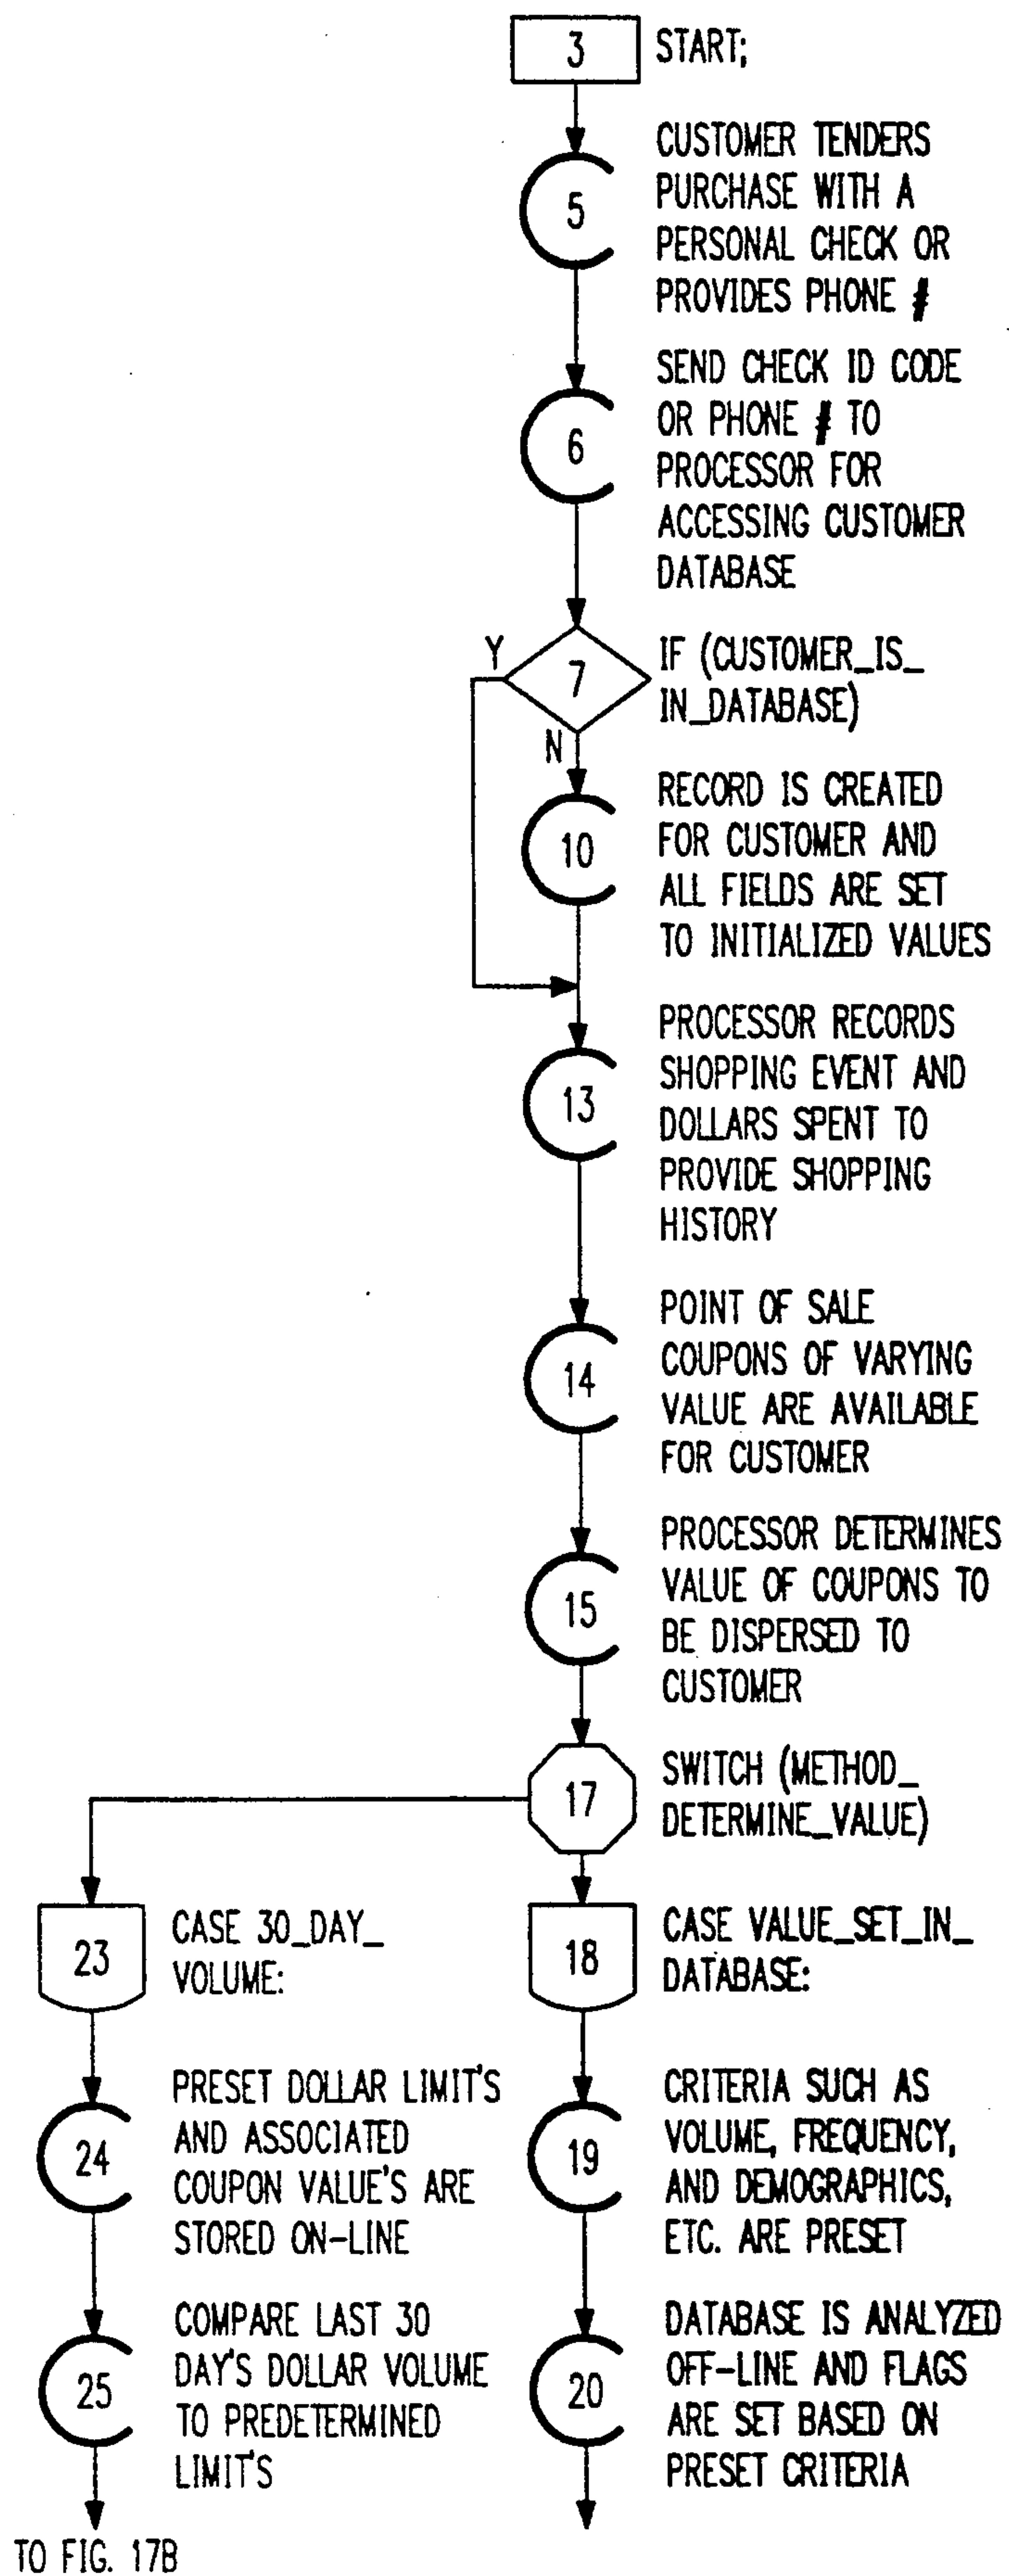 3 START;
5
CUSTOMER TENDERS
PURCHASE WITH A
PERSONAL CHECK OR
PROVIDES PHONE #
6
SEND CHECK ID CODE
OR PHONE # TO
PROCESSOR FOR
ACCESSING CUSTOMER
DATABASE
Y
7
N
IF (CUSTOMER_IS_
IN_DATABASE)
10
RECORD IS CREATED
FOR CUSTOMER AND
ALL FIELDS ARE SET
TO INITIALIZED VALUES
13
PROCESSOR RECORDS
SHOPPING EVENT AND
DOLLARS SPENT TO
PROVIDE SHOPPING
HISTORY
14
POINT OF SALE
COUPONS OF VARYING
VALUE ARE AVAILABLE
FOR CUSTOMER
15
PROCESSOR DETERMINES
VALUE OF COUPONS TO
BE DISPERSED TO
CUSTOMER
17
SWITCH (METHOD_
DETERMINE_VALUE)
23
CASE 30_DAY_
VOLUME:
24
PRESET DOLLAR LIMIT'S
AND ASSOCIATED
COUPON VALUE'S ARE
STORED ON-LINE
25
COMPARE LAST 30
DAY'S DOLLAR VOLUME
TO PREDETERMINED
LIMIT'S
18
CASE VALUE_SET_IN_
DATABASE:
19
CRITERIA SUCH AS
VOLUME, FREQUENCY,
AND DEMOGRAPHICS,
ETC. ARE PRESET
20
DATABASE IS ANALYZED
OFF-LINE AND FLAGS
ARE SET BASED ON
PRESET CRITERIA
TO FIG. 17B